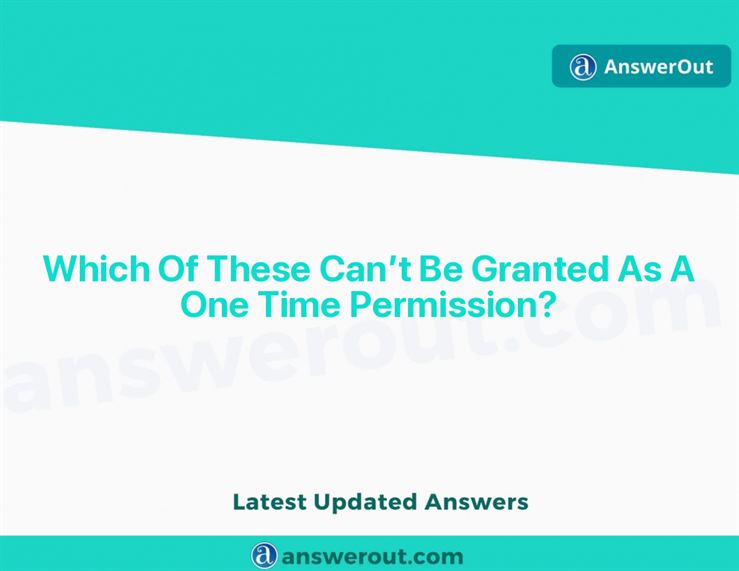 AnswerOut
Which Of These Can’t Be Granted As A
One Time Permission?
answerout.com
Latest Updated Answers
answerout.com